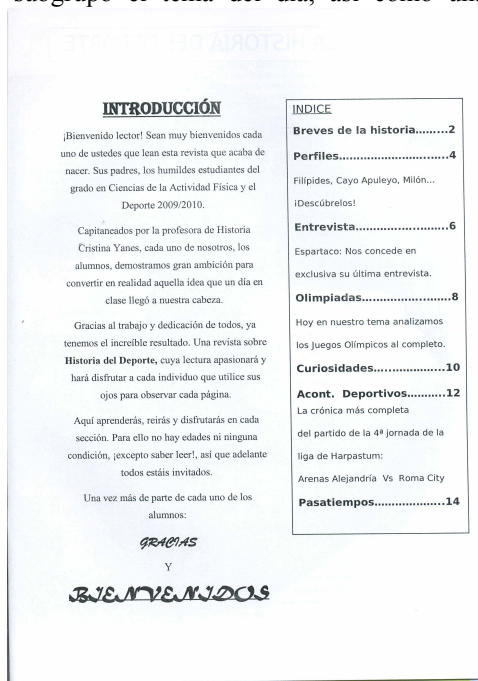 subgrupo el tema del día, así como una
INTRODUCCIÓN
¡Bienvenido lector! Sean muy bienvenidos cada
uno de ustedes que lean esta revista que acaba de
nacer. Sus padres, los humildes estudiantes del
grado en Ciencias de la Actividad Física y el
Deporte 2009/2010.
Capitaneados por la profesora de Historia
Cristina Yanes, cada uno de nosotros, los
alumnos, demostramos gran ambición para
convertir en realidad aquella idea que un día en
clase llegó a nuestra cabeza.
Gracias al trabajo y dedicación de todos, ya
tenemos el increíble resultado. Una revista sobre
Historia del Deporte, cuya lectura apasionará y
hará disfrutar a cada individuo que utilice sus
ojos para observar cada página.
Aquí aprenderás, reirás y disfrutarás en cada
sección. Para ello no hay edades ni ninguna
condición, ¡excepto saber leer!, así que adelante
todos estáis invitados.
Una vez más de parte de cada uno de los
alumnos:
GRACIAS
Y
BIENVENIDOS
INDICE
Breves de la historia.........2
Perfiles..............................4
Filípides, Cayo Apuleyo, Milón...
¡Descúbrelos!
Entrevista.........................6
Espartaco: Nos concede en
exclusiva su última entrevista.
Olimpiadas........................8
Hoy en nuestro tema analizamos
los Juegos Olímpicos al completo.
Curiosidades...................10
Acont. Deportivos...........12
La crónica más completa
del partido de la 4ª jornada de la
liga de Harpastum:
Arenas Alejandría Vs Roma City
Pasatiempos...................14